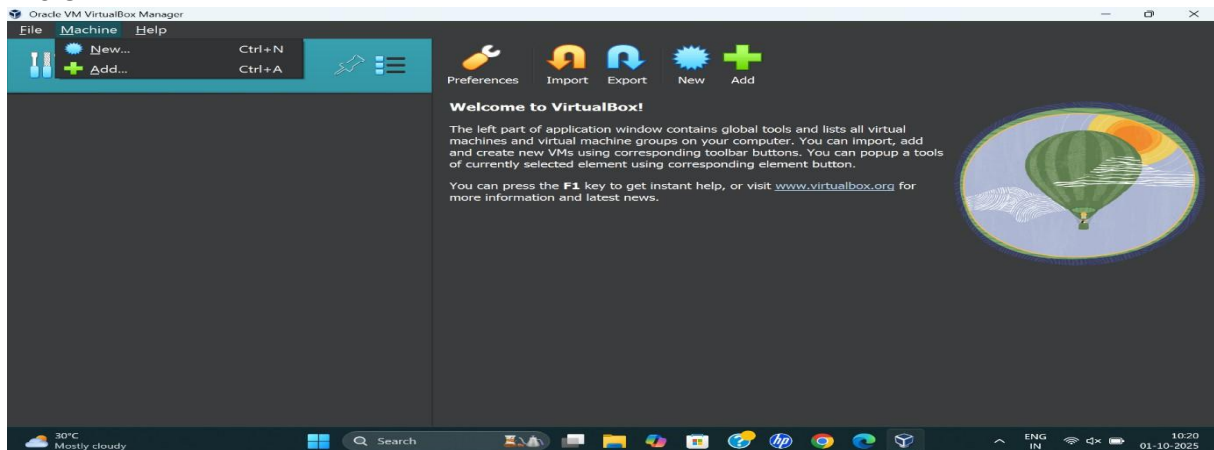 Oracle VM VirtualBox Manager
File Machine Help
New... Ctrl+N
Add... Ctrl+A
Preferences Import Export New Add
Welcome to VirtualBox!
The left part of application window contains global tools and lists all virtual
machines and virtual machine groups on your computer. You can import, add
and create new VMs using corresponding toolbar buttons. You can popup a tools
of currently selected element using corresponding element button.
You can press the F1 key to get instant help, or visit www.virtualbox.org for
more information and latest news.
30°C
Mostly cloudy
Search
hp
ENG
IN
10:20
01-10-2025